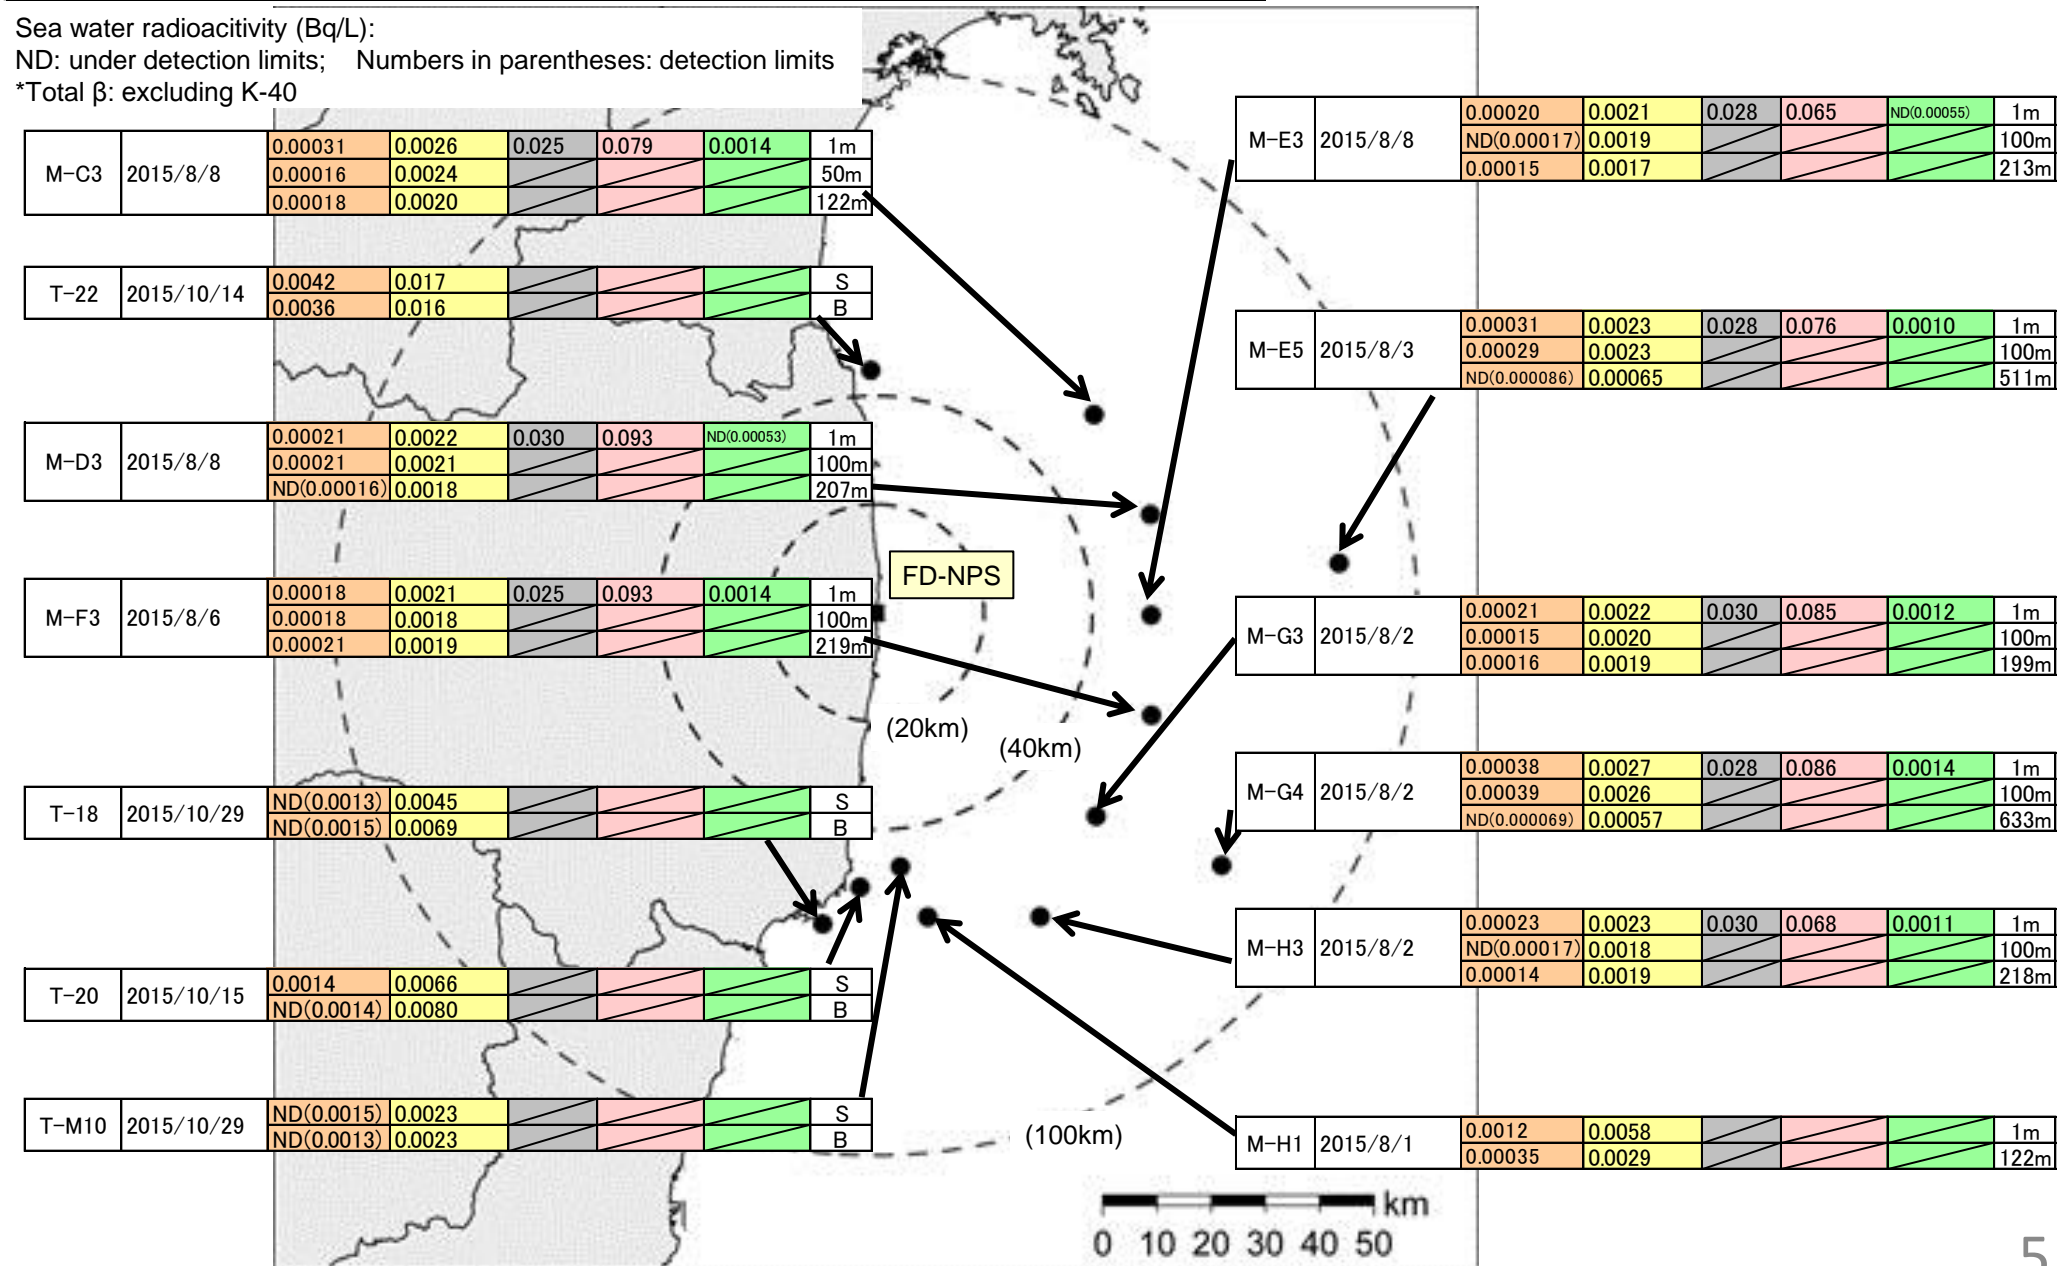 Sea water radioacitivity (Bq/L):
ND: under detection limits; Numbers in parentheses: detection limits
*Total β: excluding K-40
M-C3 2015/8/8
0.00031 0.0026 0.025 0.079 0.0014 1m
0.00016 0.0024 50m
0.00018 0.0020 122m
T-22 2015/10/14
0.0042 0.017 S
0.0036 0.016 B
M-D3 2015/8/8
0.00021 0.0022 0.030 0.093 ND(0.00053) 1m
0.00021 0.0021 100m
ND(0.00016) 0.0018 207m
M-F3 2015/8/6
0.00018 0.0021 0.025 0.093 0.0014 1m
0.00018 0.0018 100m
0.00021 0.0019 219m
T-18 2015/10/29
ND(0.0013) 0.0045 S
ND(0.0015) 0.0069 B
T-20 2015/10/15
0.0014 0.0066 S
ND(0.0014) 0.0080 B
T-M10 2015/10/29
ND(0.0015) 0.0023 S
ND(0.0013) 0.0023 B
FD-NPS
(20km)
(40km)
(100km)
M-E3 2015/8/8
0.00020 0.0021 0.028 0.065 ND(0.00055) 1m
ND(0.00017) 0.0019 100m
0.00015 0.0017 213m
M-E5 2015/8/3
0.00031 0.0023 0.028 0.076 0.0010 1m
0.00029 0.0023 100m
ND(0.000086) 0.00065 511m
M-G3 2015/8/2
0.00021 0.0022 0.030 0.085 0.0012 1m
0.00015 0.0020 100m
0.00016 0.0019 199m
M-G4 2015/8/2
0.00038 0.0027 0.028 0.086 0.0014 1m
0.00039 0.0026 100m
ND(0.000069) 0.00057 633m
M-H3 2015/8/2
0.00023 0.0023 0.030 0.068 0.0011 1m
ND(0.00017) 0.0018 100m
0.00014 0.0019 218m
M-H1 2015/8/1
0.0012 0.0058 1m
0.00035 0.0029 122m
km
0 10 20 30 40 50
5